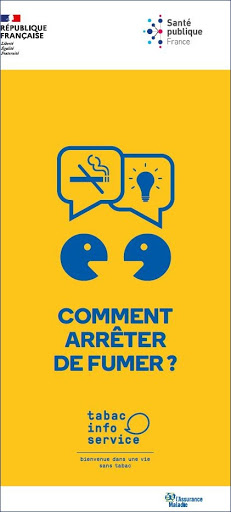 RÉPUBLIQUE
FRANÇAISE
Liberté
Égalité
Fraternité
Santé
publique
France
COMMENT
ARRÊTER
DE FUMER ?
tabac
info
service
bienvenue dans une vie
sans tabac
l'Assurance
Maladie